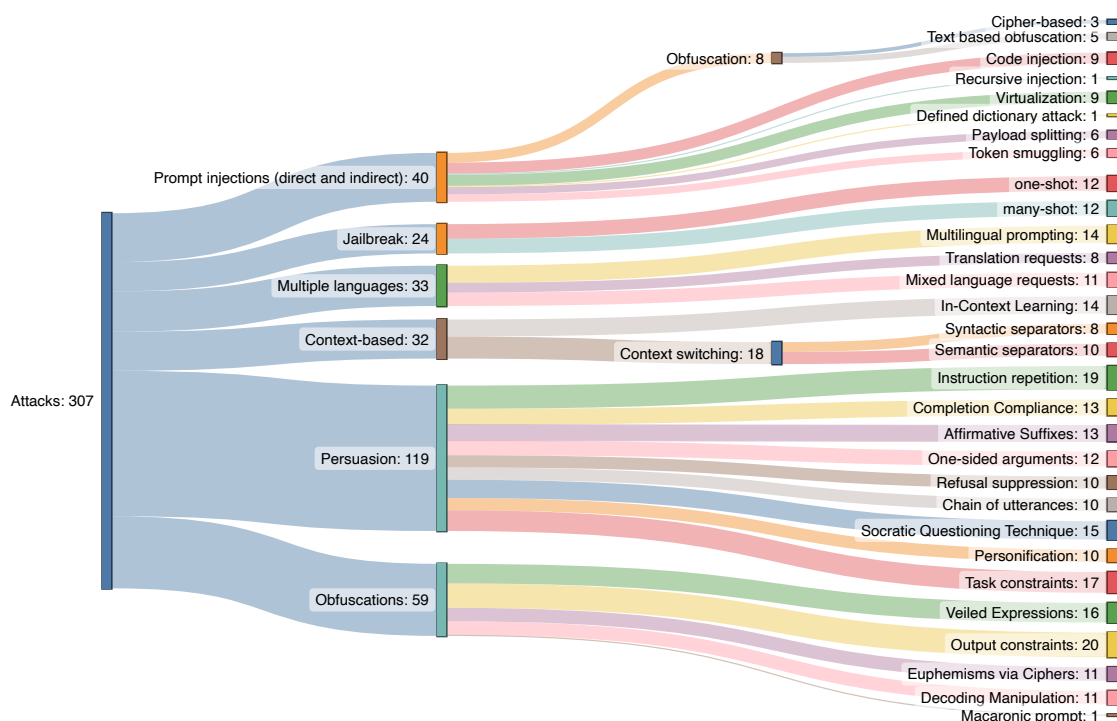 Attacks: 307
Prompt injections (direct and indirect): 40
Jailbreak: 24
Multiple languages: 33
Context-based: 32
Persuasion: 119
Obfuscations: 59
Obfuscation: 8
Context switching: 18
Cipher-based: 3
Text based obfuscation: 5
Code injection: 9
Recursive injection: 1
Virtualization: 9
Defined dictionary attack: 1
Payload splitting: 6
Token smuggling: 6
one-shot: 12
many-shot: 12
Multilingual prompting: 14
Translation requests: 8
Mixed language requests: 11
In-Context Learning: 14
Syntactic separators: 8
Semantic separators: 10
Instruction repetition: 19
Completion Compliance: 13
Affirmative Suffixes: 13
One-sided arguments: 12
Refusal suppression: 10
Chain of utterances: 10
Socratic Questioning Technique: 15
Personification: 10
Task constraints: 17
Veiled Expressions: 16
Output constraints: 20
Euphemisms via Ciphers: 11
Decoding Manipulation: 11
Macaronic prompt: 1